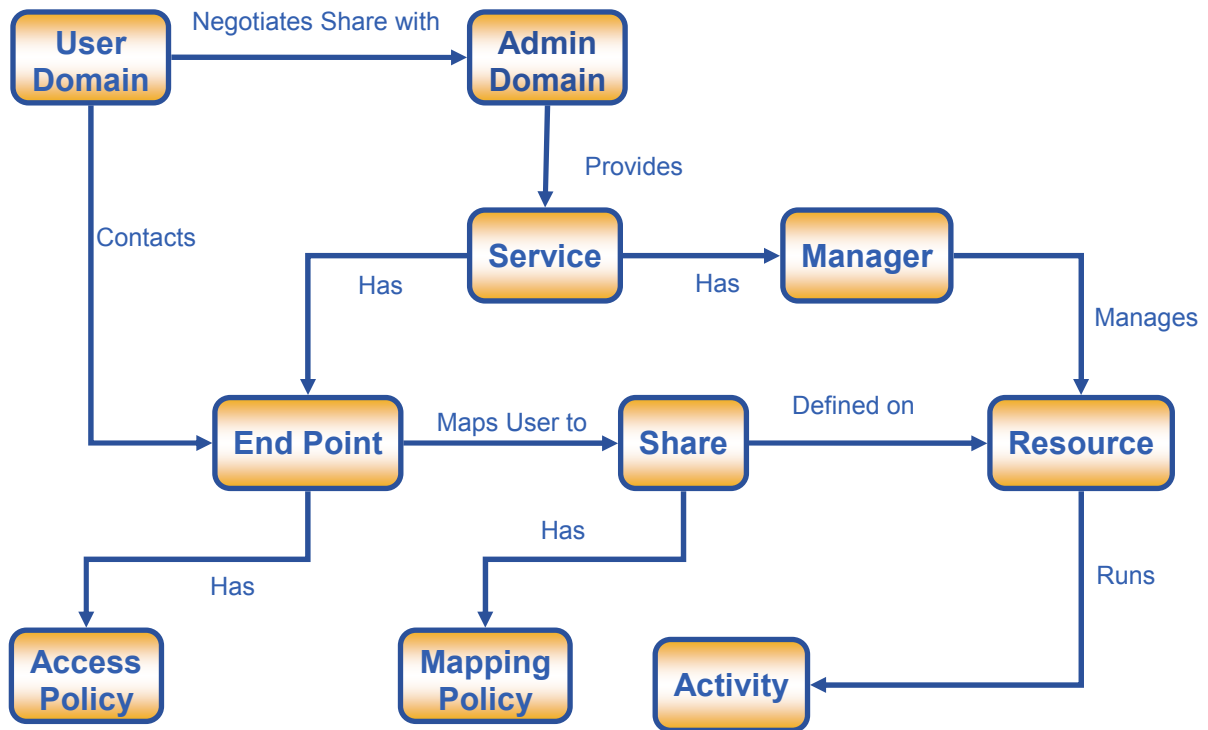 Negotiates Share with
User
Domain
Admin
Domain
Provides
Contacts
Service
Manager
Has
Has
Manages
End Point
Maps User to
Share
Defined on
Resource
Has
Has
Runs
Access
Policy
Mapping
Policy
Activity